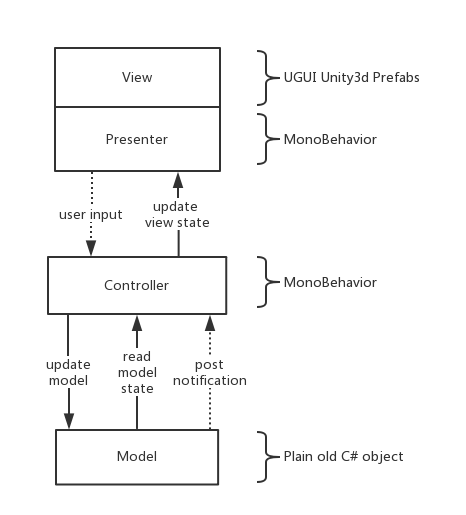 View
UGUI Unity3d Prefabs
Presenter
MonoBehavior
user input
update
view state
Controller
MonoBehavior
update
model
read
model
state
post
notification
Model
Plain old C# object